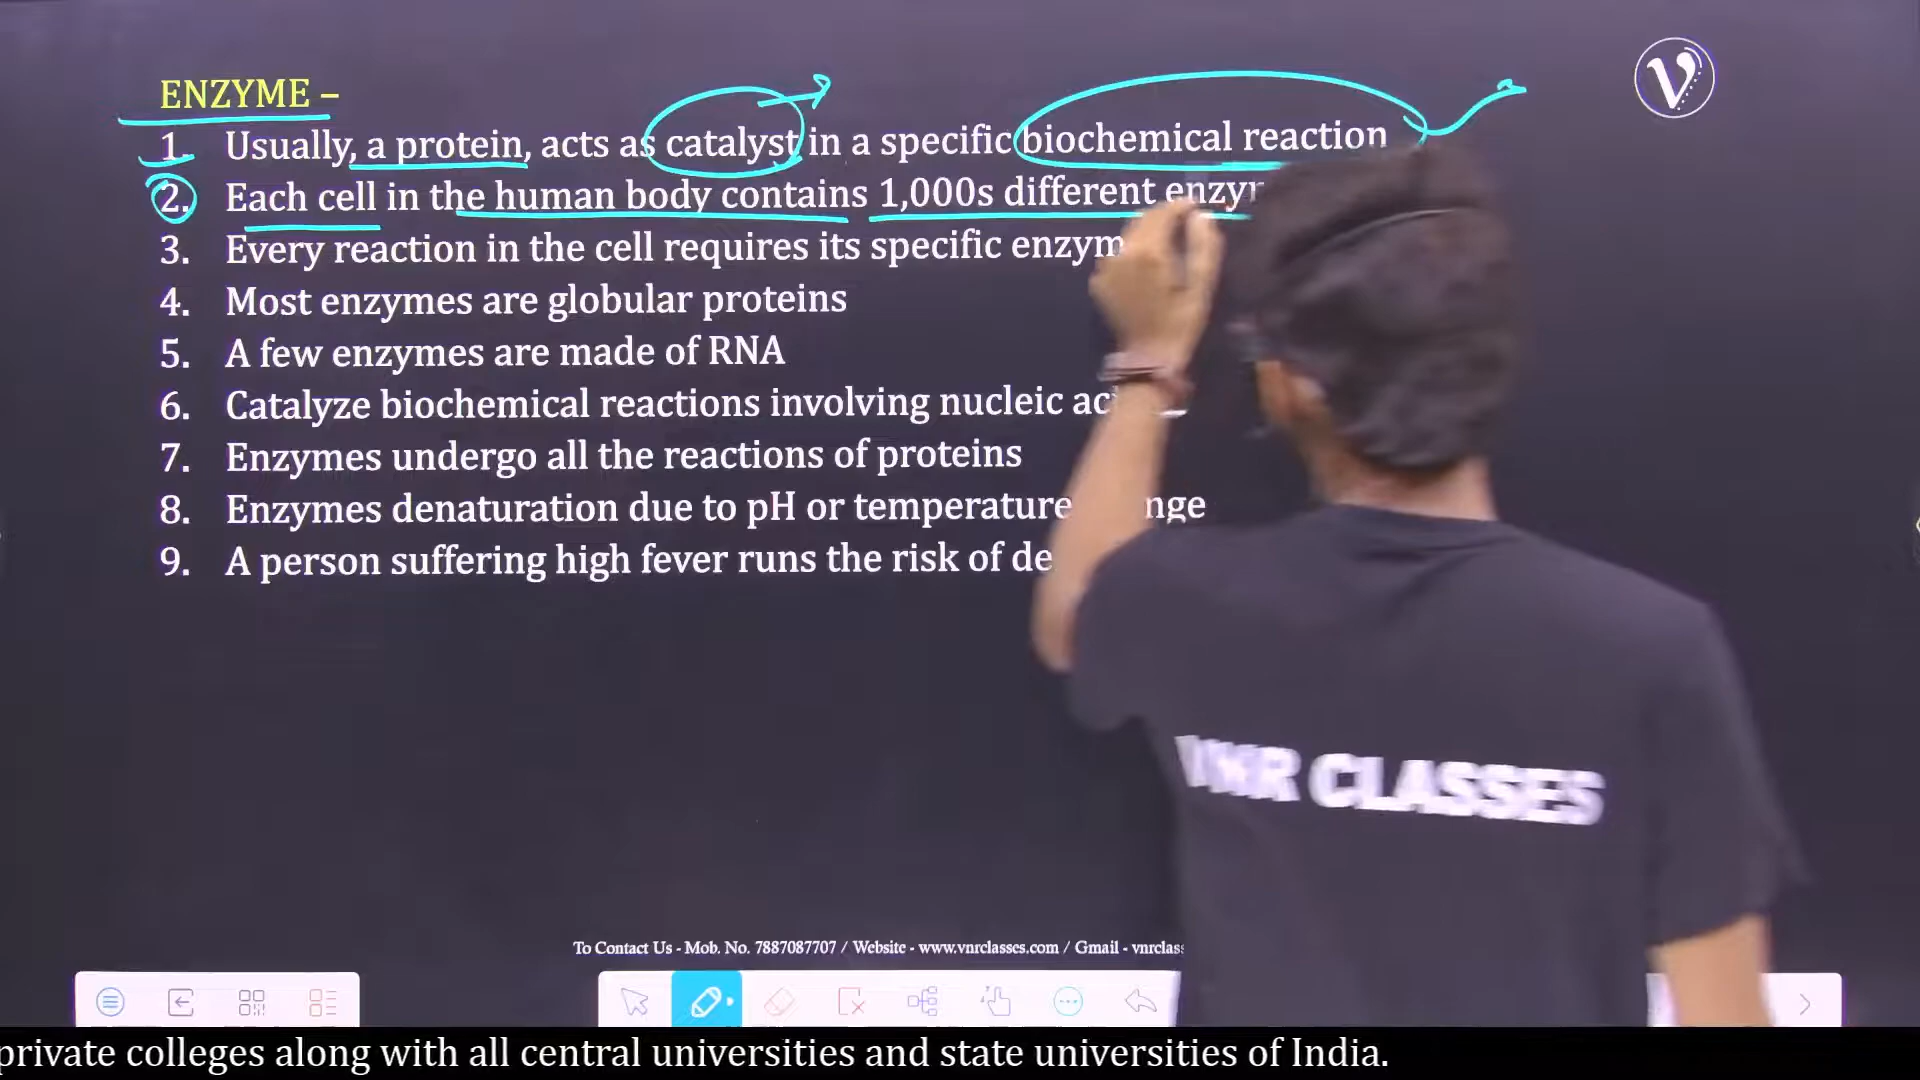 ENZYME –
1. Usually, a protein, acts as catalyst in a specific biochemical reaction
2. Each cell in the human body contains 1,000s different
3. Every reaction in the cell requires its specific
4. Most enzymes are globular proteins
5. A few enzymes are made of RNA
6. Catalyze biochemical reactions involving nucleic
7. Enzymes undergo all the reactions of proteins
8. Enzymes denaturation due to pH or temperature
9. A person suffering high fever runs the risk of
VNR CLASSES
To Contact Us - Mob. No. 7887087707 / Website - www.vnrclasses.com / Gmail -
private colleges along with all central universities and state universities of India.